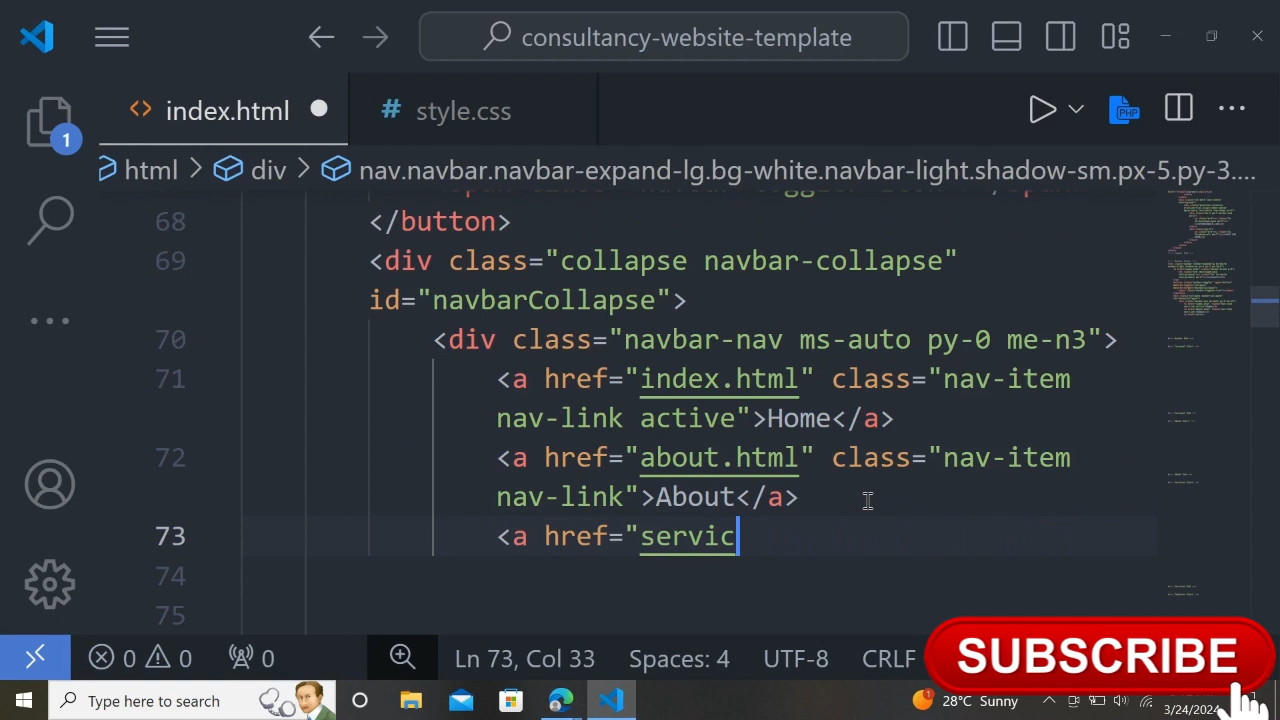 consultancy-website-template
index.html
style.css
PHP
1
html > div > nav.navbar.navbar-expand-lg.bg-white.navbar-light.shadow-sm.px-5.py-3....
68 </button>
69 <div class="collapse navbar-collapse"
id="navbarCollapse">
70 <div class="navbar-nav ms-auto py-0 me-n3">
71 <a href="index.html" class="nav-item
nav-link active">Home</a>
72 <a href="about.html" class="nav-item
nav-link">About</a>
73 <a href="servic
74
75
0 0 0 Ln 73, Col 33 Spaces: 4 UTF-8 CRLF
SUBSCRIBE
Type here to search
1
28°C Sunny
3/24/2024